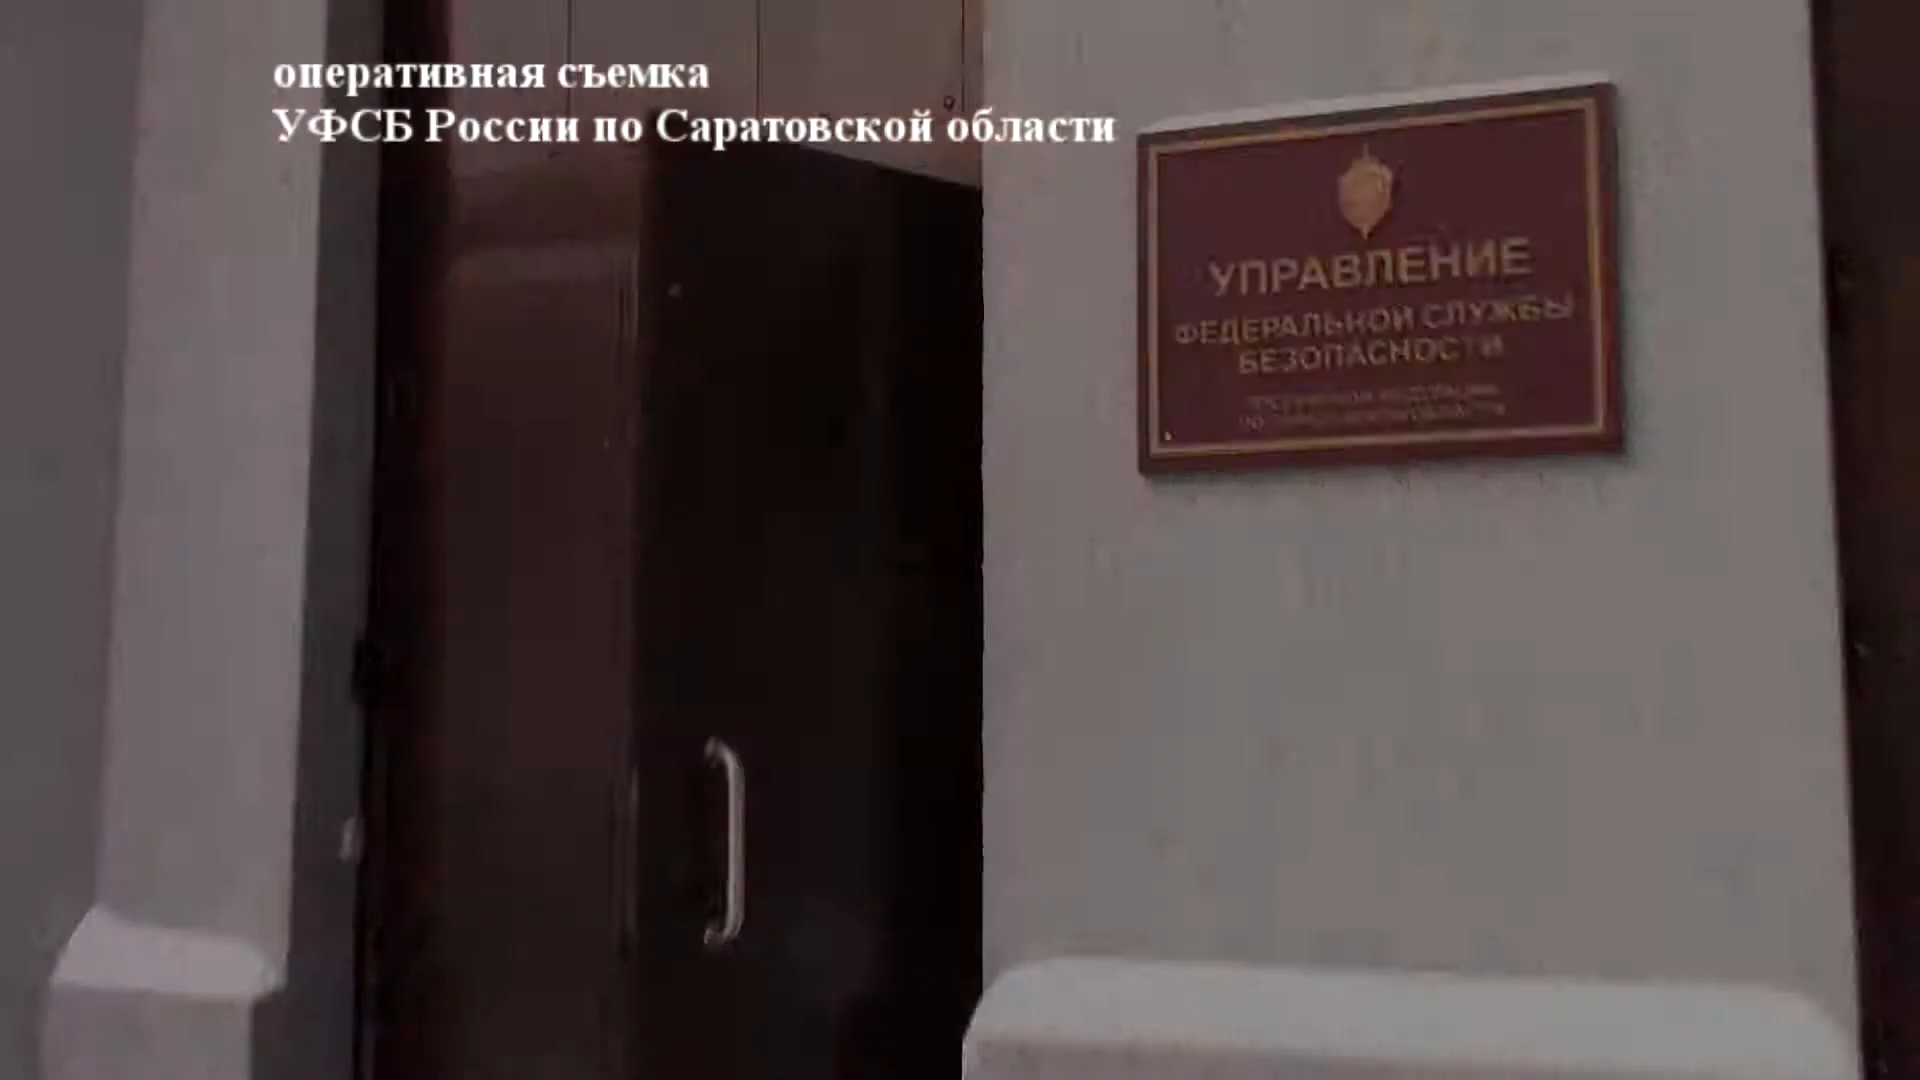 оперативная съемка
УФСБ России по Саратовской области
УПРАВЛЕНИЕ
ФЕДЕРАЛЬНОЙ СЛУЖБЫ
БЕЗОПАСНОСТИ